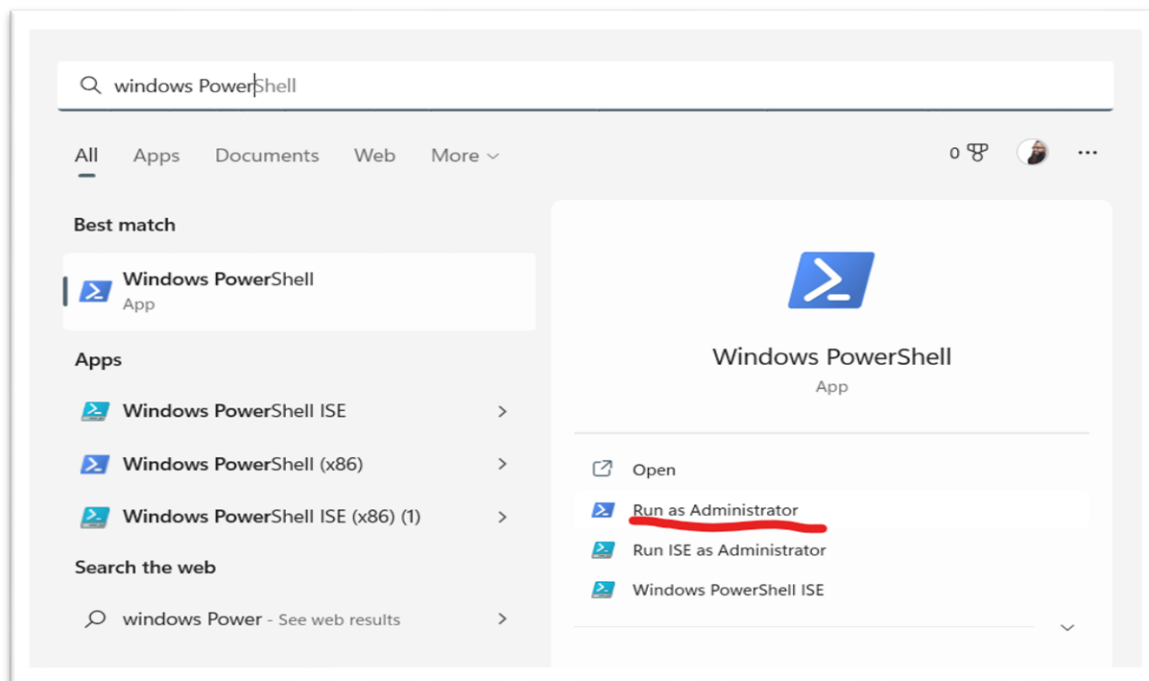 windows PowerShell
All Apps Documents Web More
0
Best match
Windows PowerShell
App
Apps
Windows PowerShell ISE
Windows PowerShell (x86)
Windows PowerShell ISE (x86) (1)
Search the web
windows Power - See web results
Windows PowerShell
App
Open
Run as Administrator
Run ISE as Administrator
Windows PowerShell ISE